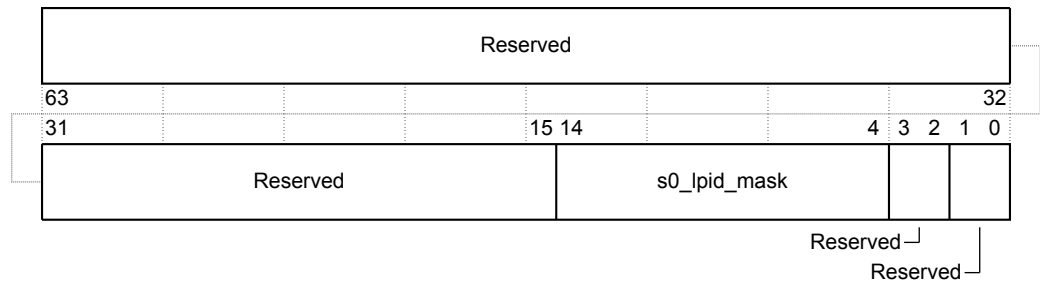 Reserved
63 32
31 15 14 4 3 2 1 0
Reserved s0_lpid_mask
Reserved
Reserved